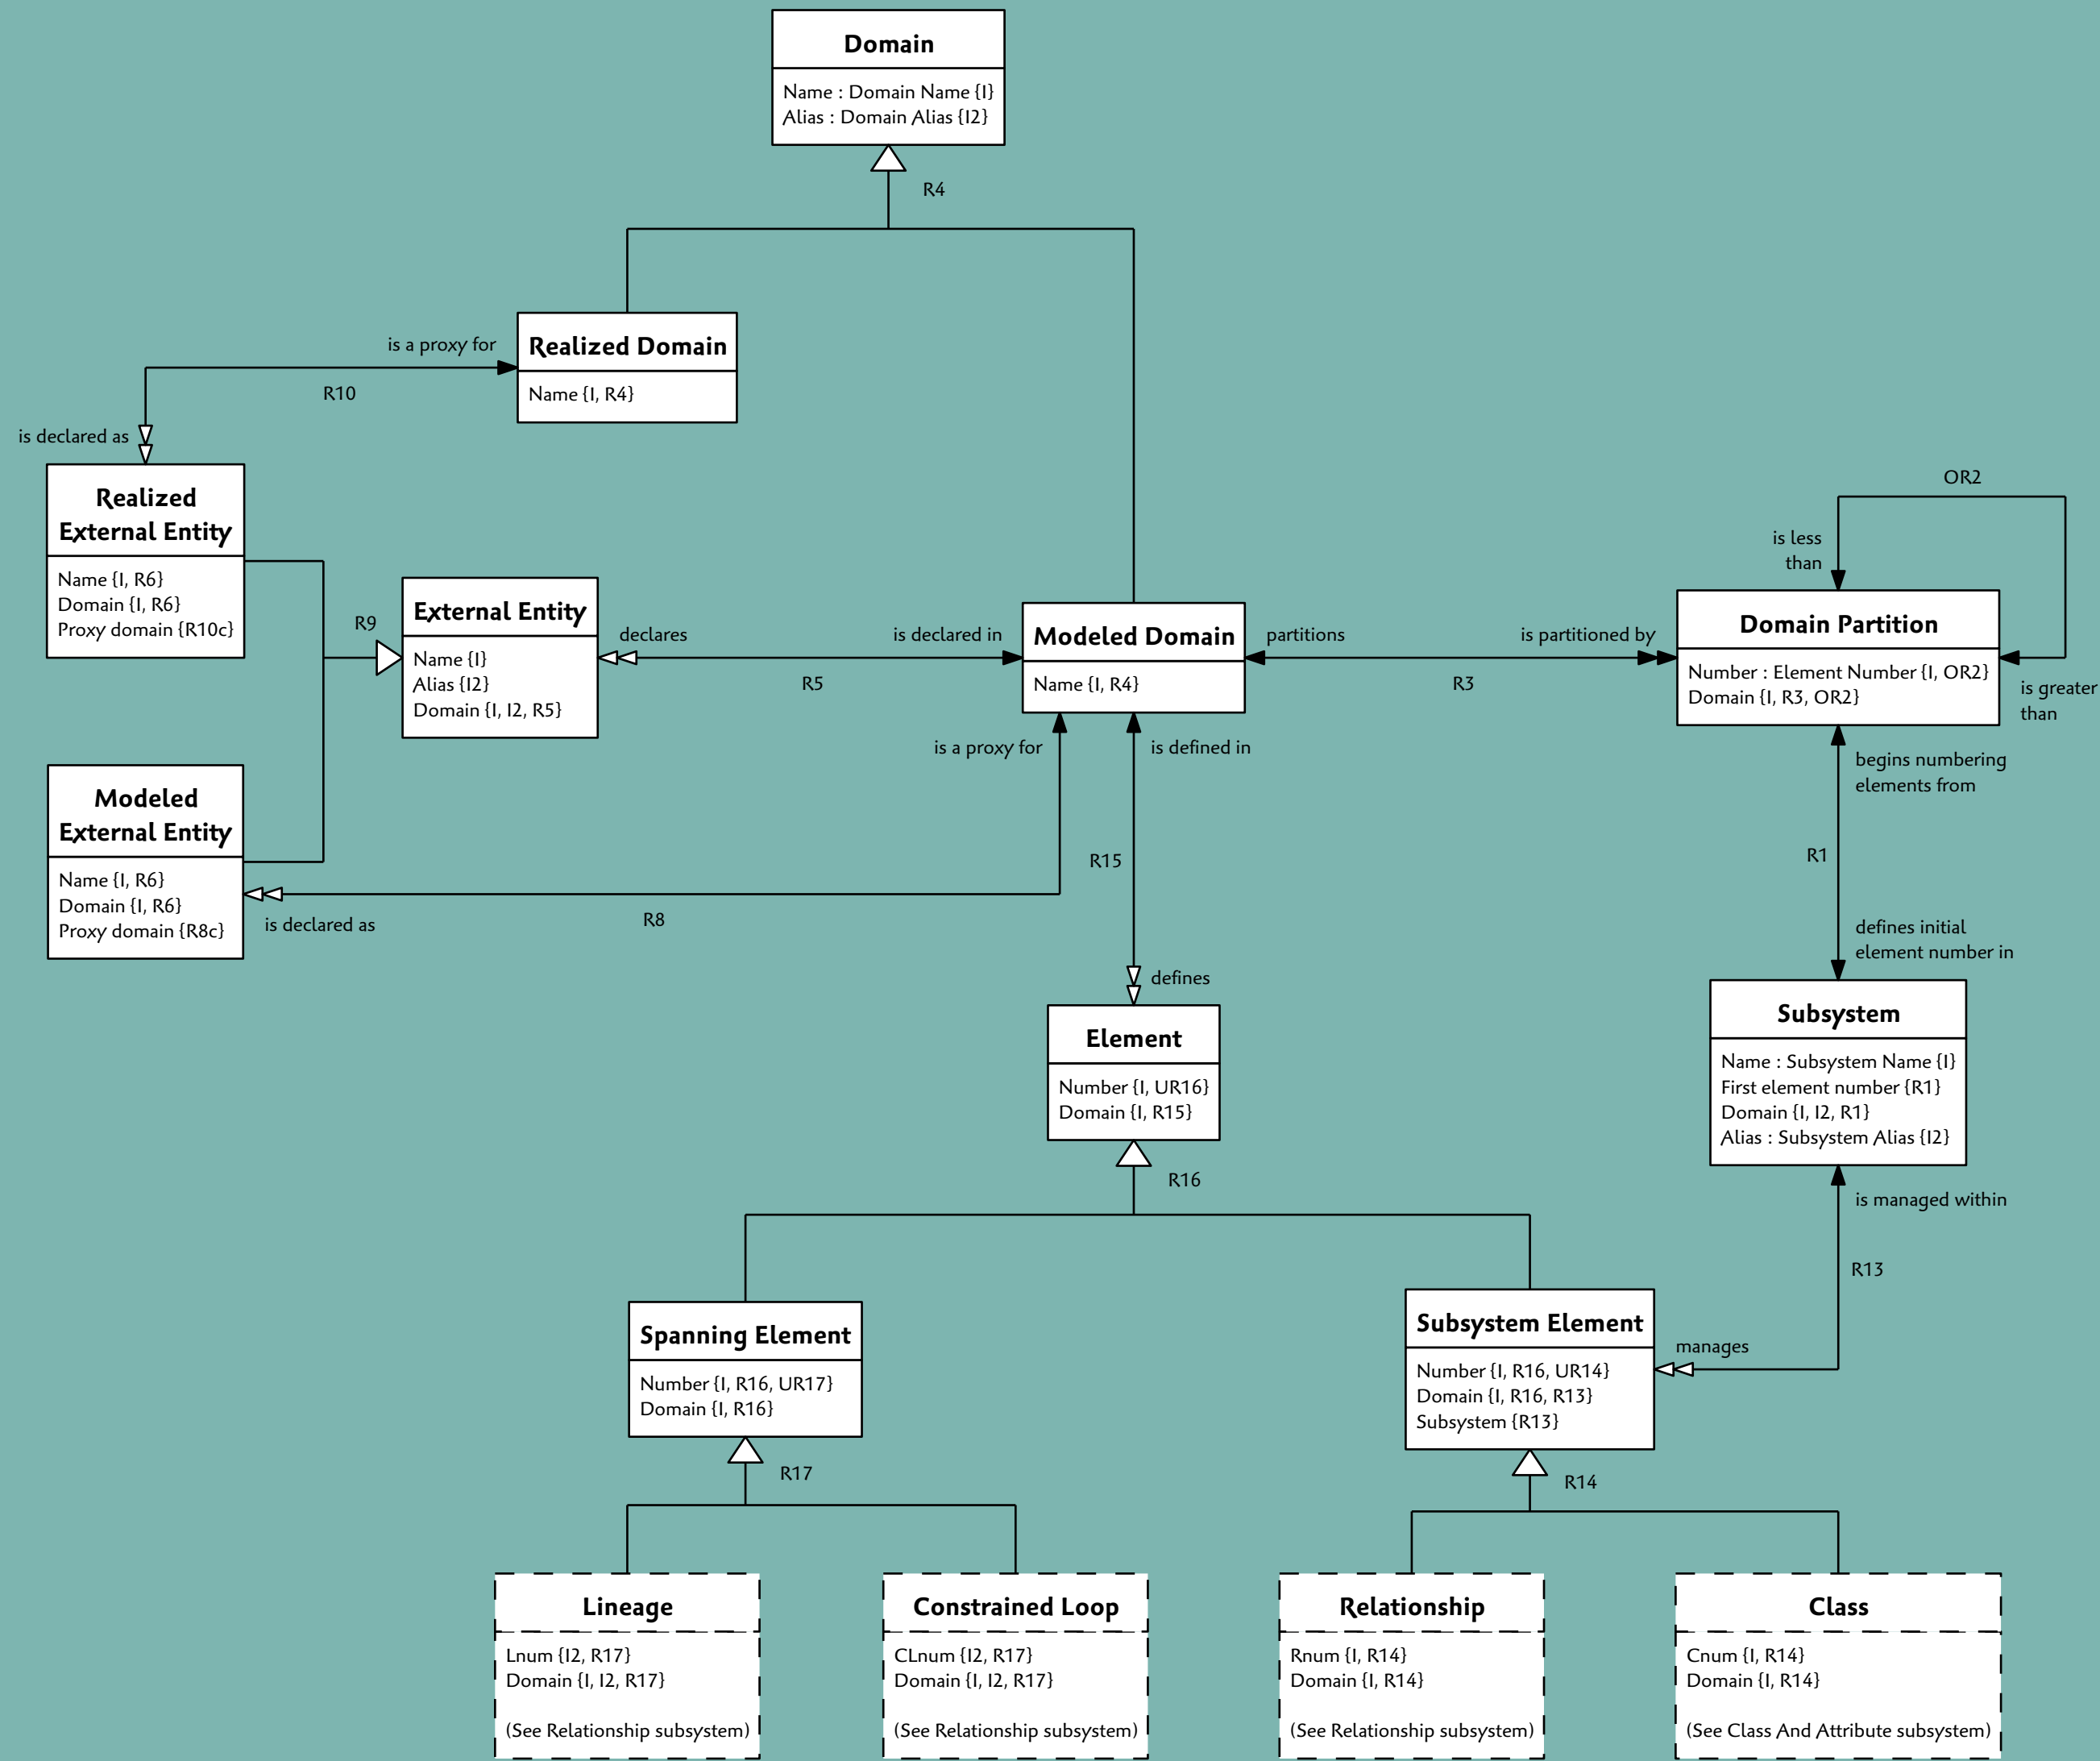 Domain
Name : Domain Name {I}
Alias : Domain Alias {I2}
R4
Realized Domain
Name {I, R4}
is a proxy for
R10
is declared as
Realized
External Entity
Name {I, R6}
Domain {I, R6}
Proxy domain {R10c}
R9
External Entity
Name {I}
Alias {I2}
Domain {I, I2, R5}
declares
is declared in
R5
Modeled Domain
Name {I, R4}
partitions
is partitioned by
R3
OR2
is less
than
Domain Partition
Number : Element Number {I, OR2}
Domain {I, R3, OR2}
is greater
than
Modeled
External Entity
Name {I, R6}
Domain {I, R6}
Proxy domain {R8c}
is declared as
R8
is a proxy for
is defined in
R15
defines
begins numbering
elements from
R1
defines initial
element number in
Element
Number {I, UR16}
Domain {I, R15}
R16
Subsystem
Name : Subsystem Name {I}
First element number {R1}
Domain {I, I2, R1}
Alias : Subsystem Alias {I2}
is managed within
R13
manages
Spanning Element
Number {I, R16, UR17}
Domain {I, R16}
R17
Subsystem Element
Number {I, R16, UR14}
Domain {I, R16, R13}
Subsystem {R13}
R14
Lineage
Lnum {I2, R17}
Domain {I, I2, R17}
(See Relationship subsystem)
Constrained Loop
CLnum {I2, R17}
Domain {I, I2, R17}
(See Relationship subsystem)
Relationship
Rnum {I, R14}
Domain {I, R14}
(See Relationship subsystem)
Class
Cnum {I, R14}
Domain {I, R14}
(See Class And Attribute subsystem)